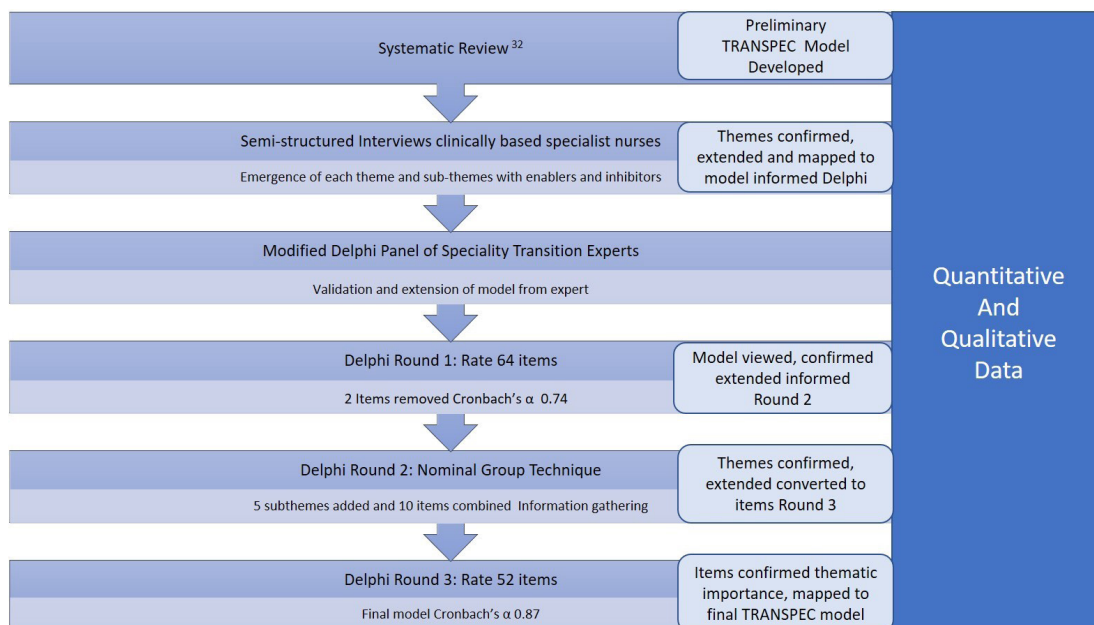 Systematic Review 32
Preliminary
TRANSPEC Model
Developed
Semi-structured Interviews clinically based specialist nurses
Emergence of each theme and sub-themes with enablers and inhibitors
Themes confirmed,
extended and mapped to
model informed Delphi
Modified Delphi Panel of Speciality Transition Experts
Validation and extension of model from expert
Delphi Round 1: Rate 64 items
2 Items removed Cronbach's α 0.74
Model viewed, confirmed
extended informed
Round 2
Delphi Round 2: Nominal Group Technique
5 subthemes added and 10 items combined Information gathering
Themes confirmed,
extended converted to
items Round 3
Delphi Round 3: Rate 52 items
Final model Cronbach's α 0.87
Items confirmed thematic
importance, mapped to
final TRANSPEC model
Quantitative
And
Qualitative
Data